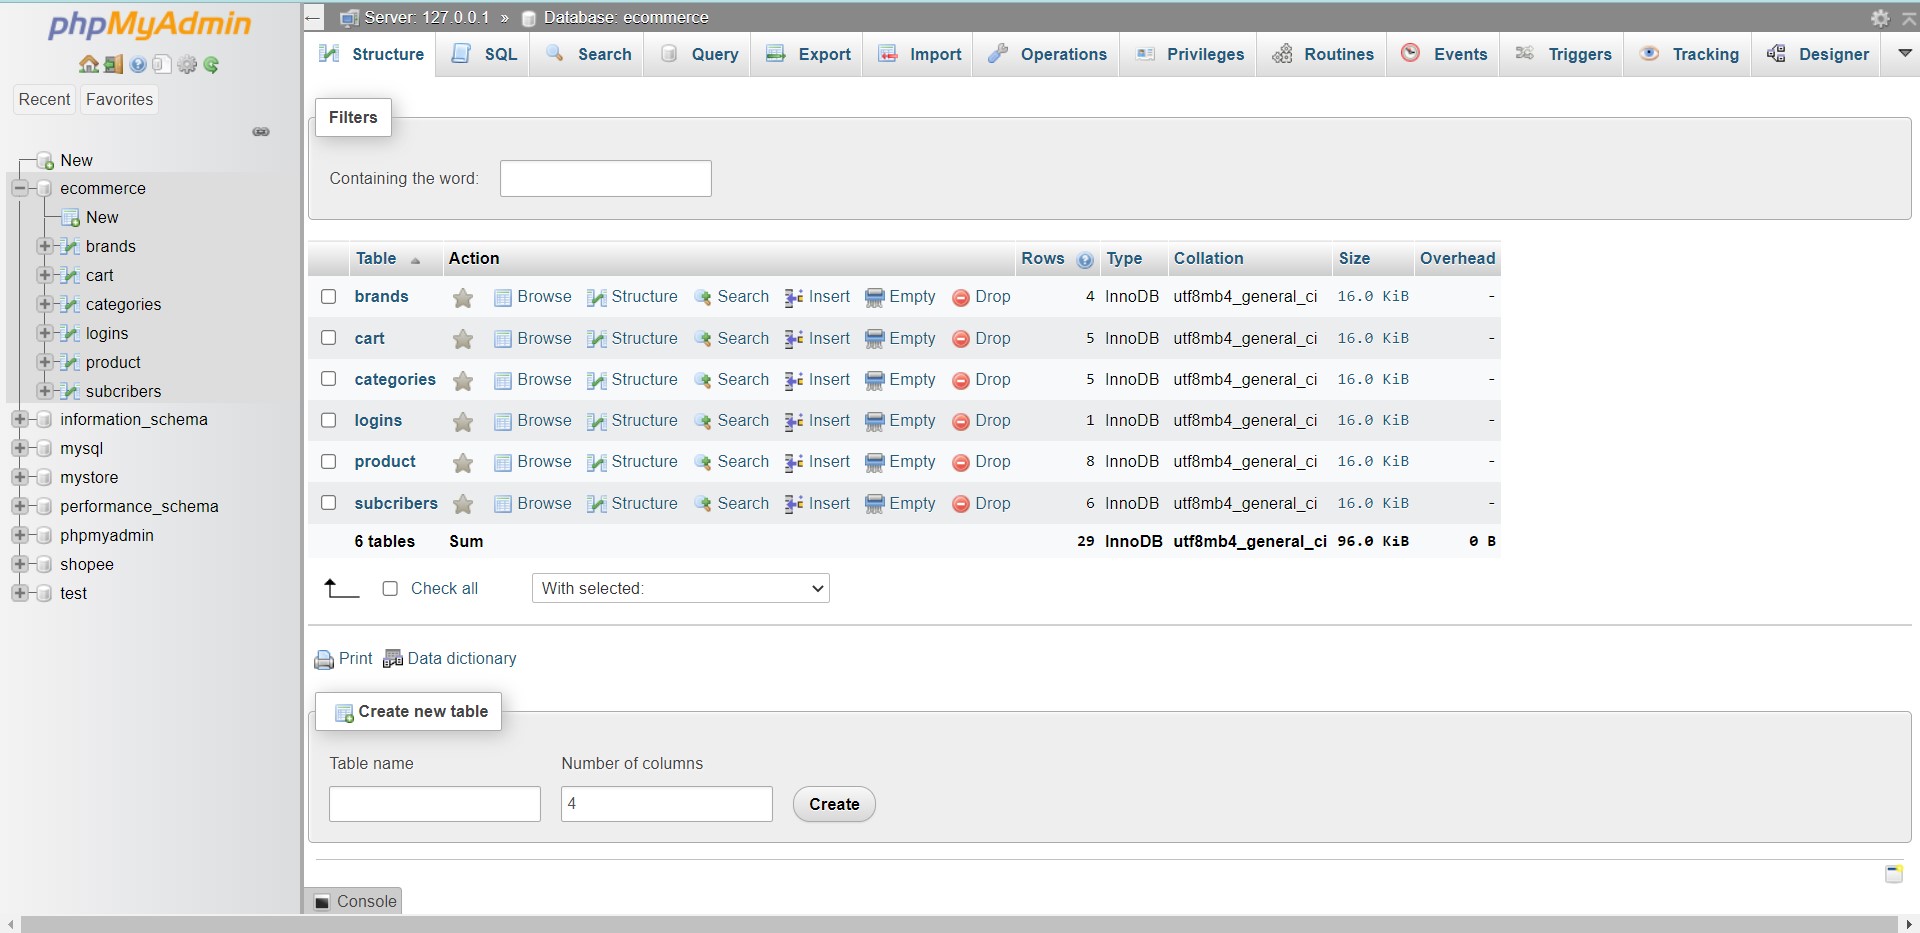 phpMyAdmin
Recent Favorites
New
ecommerce
New
brands
cart
categories
logins
product
subcribers
information_schema
mysql
mystore
performance_schema
phpmyadmin
shopee
test
Server: 127.0.0.1 » Database: ecommerce
Structure SQL Search Query Export Import Operations Privileges Routines Events Triggers Tracking Designer
Filters
Containing the word:
Table Action Rows Type Collation Size Overhead
brands Browse Structure Search Insert Empty Drop 4 InnoDB utf8mb4_general_ci 16.0 KiB -
cart Browse Structure Search Insert Empty Drop 5 InnoDB utf8mb4_general_ci 16.0 KiB -
categories Browse Structure Search Insert Empty Drop 5 InnoDB utf8mb4_general_ci 16.0 KiB -
logins Browse Structure Search Insert Empty Drop 1 InnoDB utf8mb4_general_ci 16.0 KiB -
product Browse Structure Search Insert Empty Drop 8 InnoDB utf8mb4_general_ci 16.0 KiB -
subcribers Browse Structure Search Insert Empty Drop 6 InnoDB utf8mb4_general_ci 16.0 KiB -
6 tables Sum 29 InnoDB utf8mb4_general_ci 96.0 KiB 0 B
Check all With selected:
Print Data dictionary
Create new table
Table name Number of columns
4 Create
Console